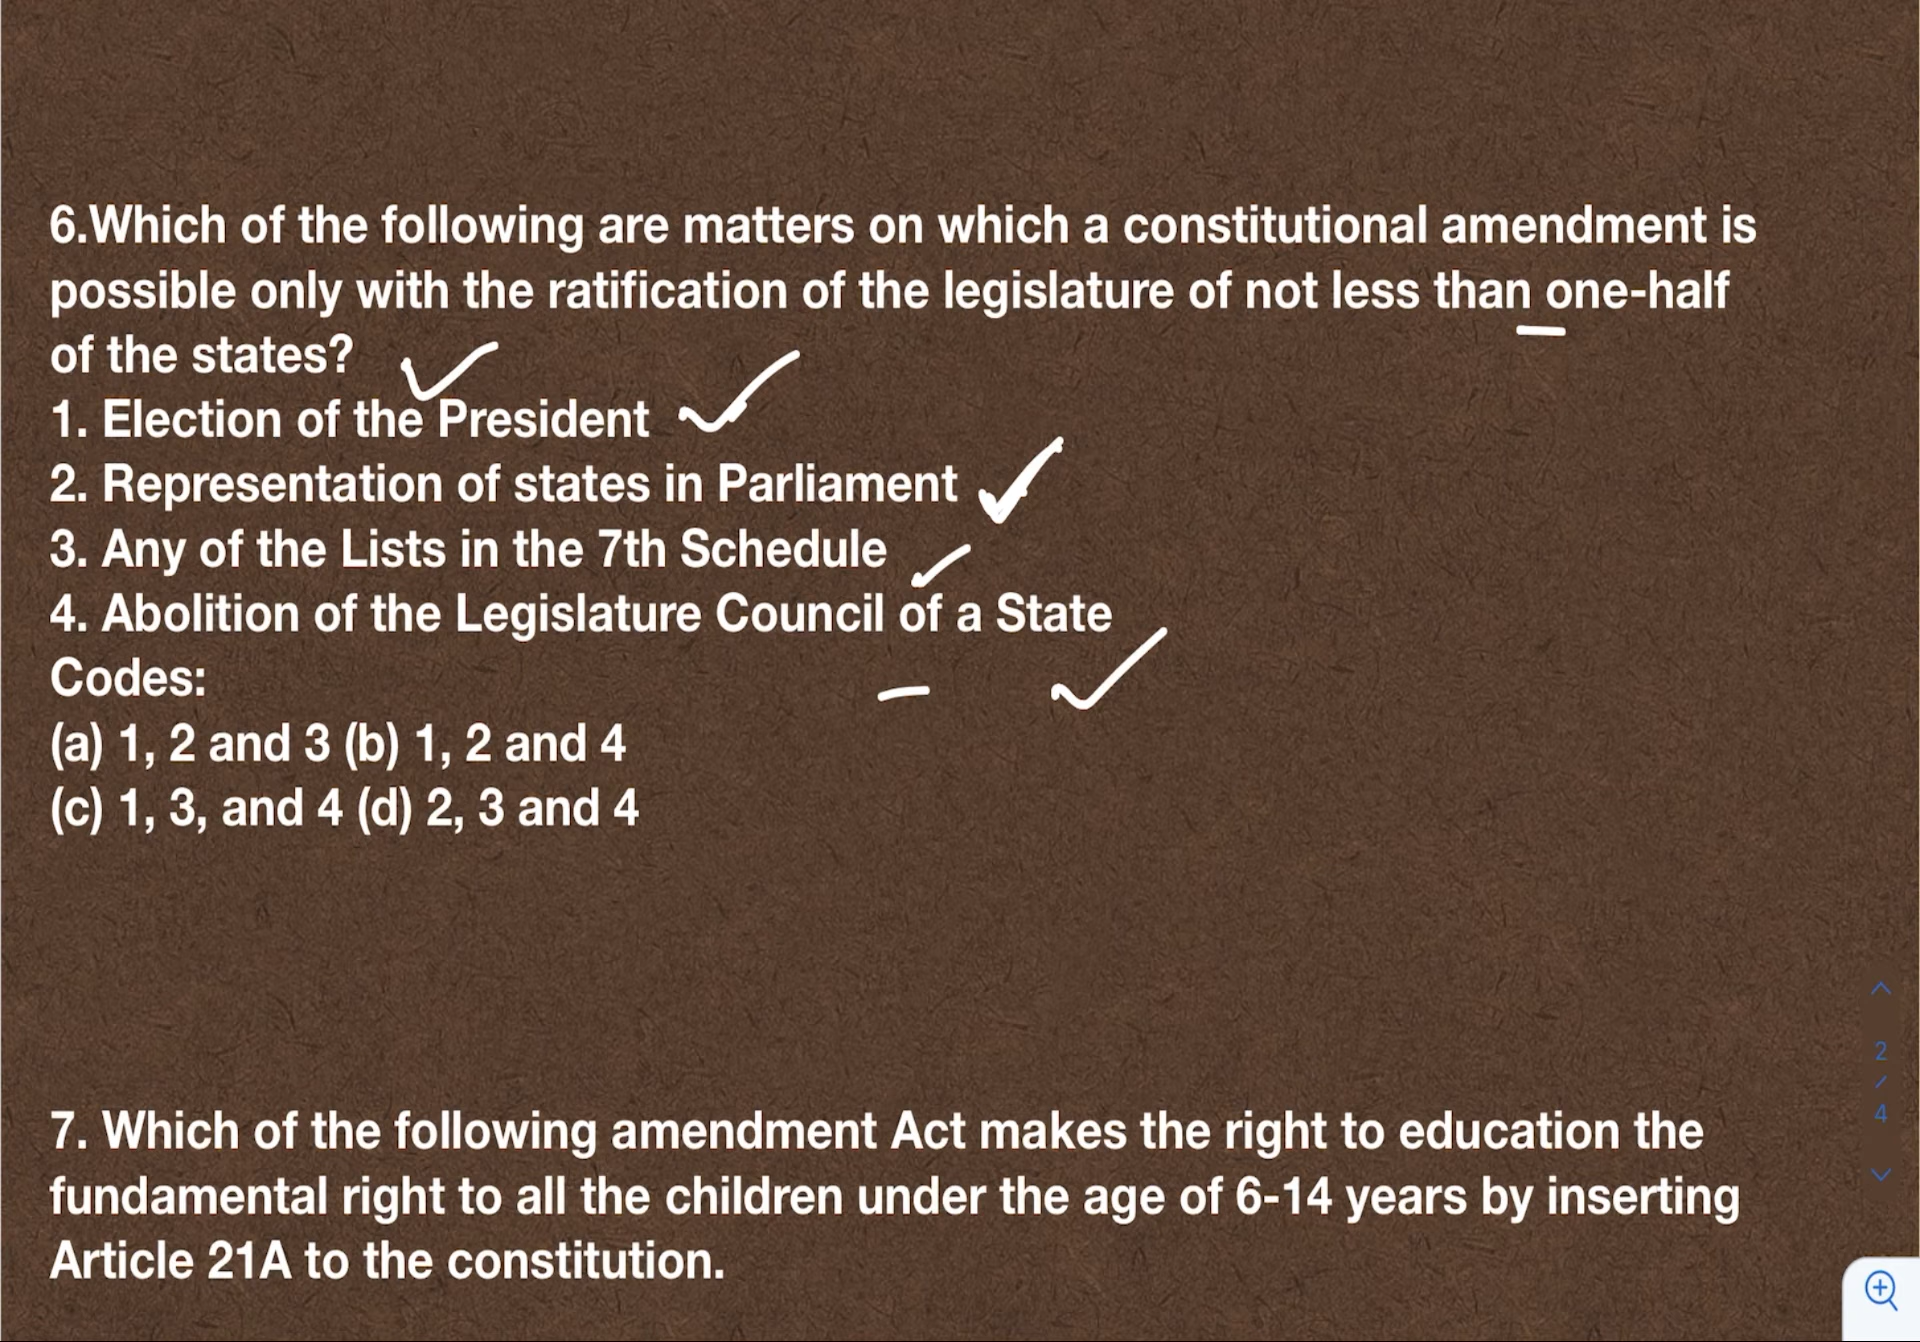 6.Which of the following are matters on which a constitutional amendment is
possible only with the ratification of the legislature of not less than one-half
of the states?
1. Election of the President
2. Representation of states in Parliament
3. Any of the Lists in the 7th Schedule
4. Abolition of the Legislature Council of a State
Codes:
(a) 1, 2 and 3 (b) 1, 2 and 4
(c) 1, 3, and 4 (d) 2, 3 and 4
7. Which of the following amendment Act makes the right to education the
fundamental right to all the children under the age of 6-14 years by inserting
Article 21A to the constitution.
2
/
4